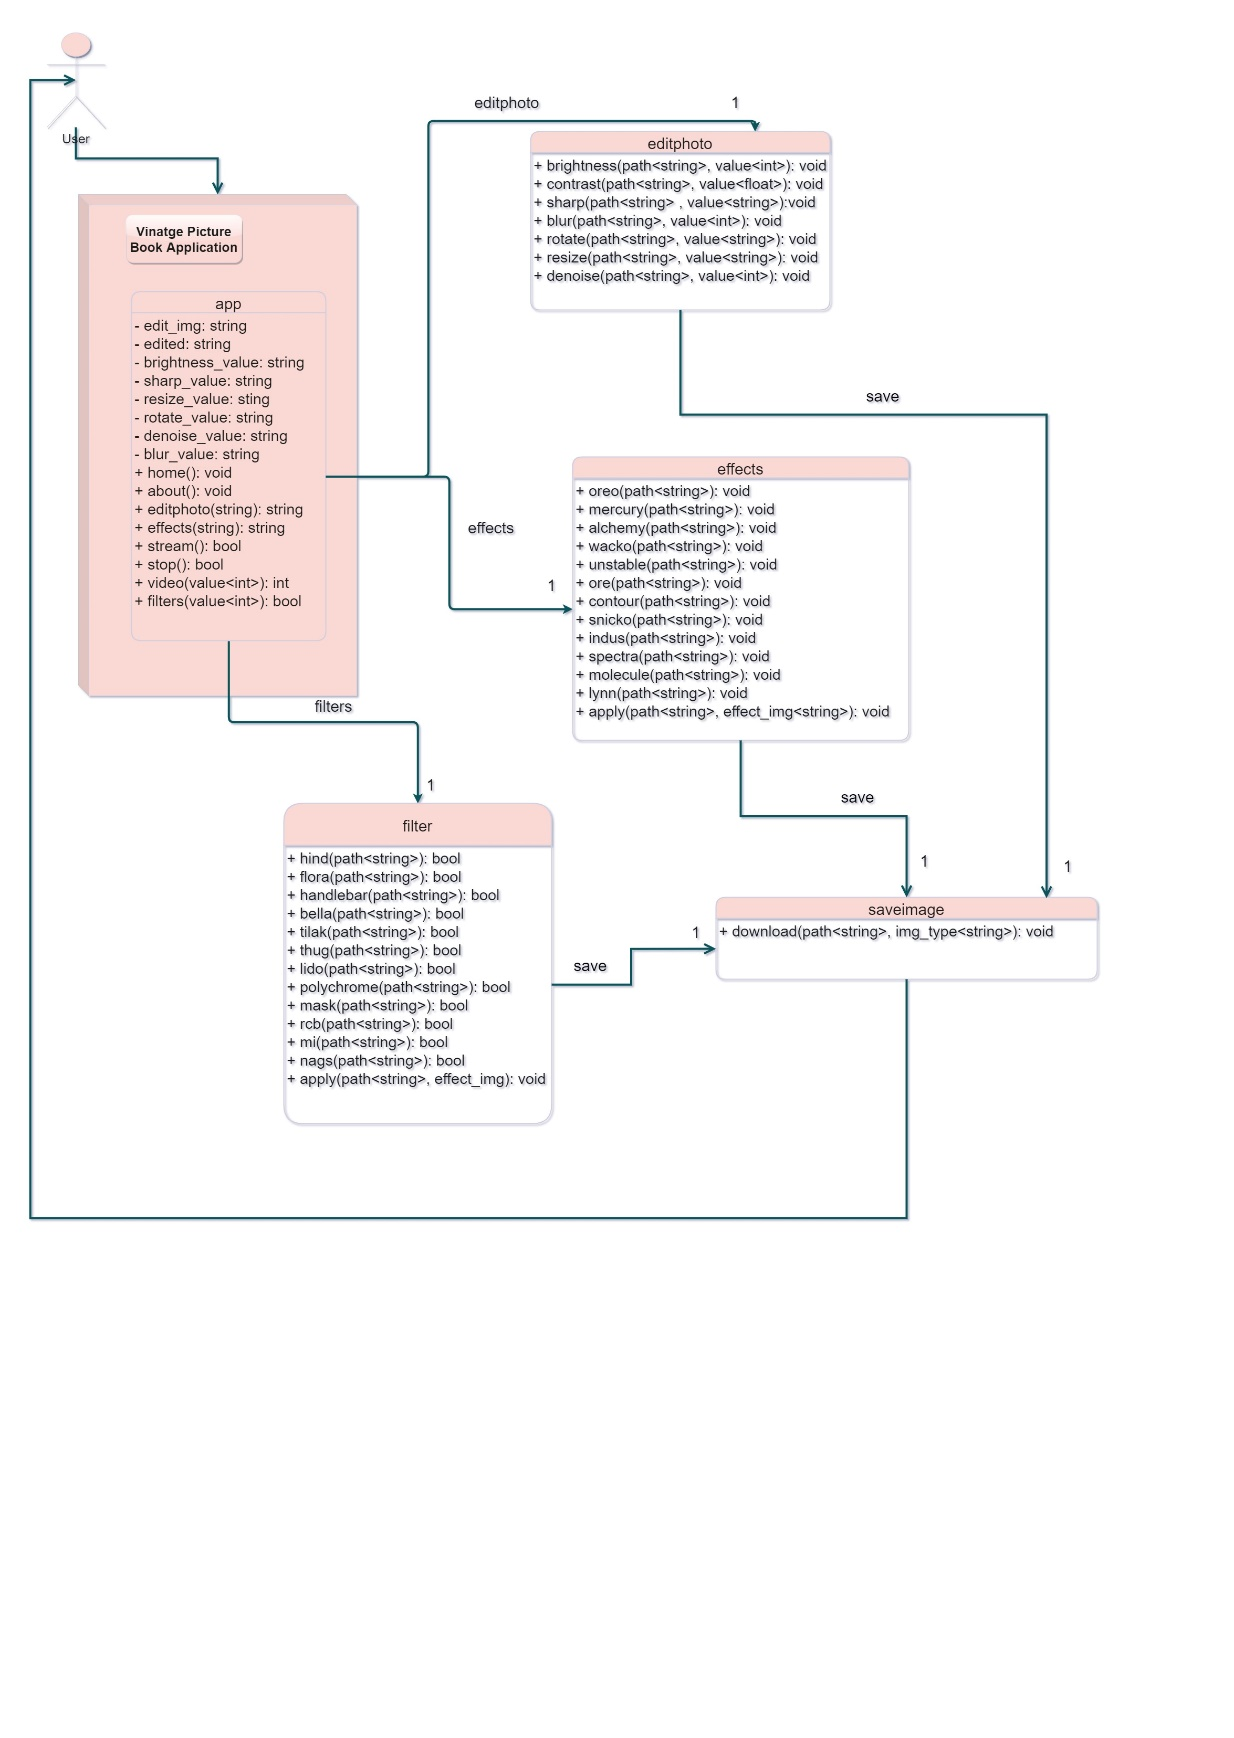 User
Vinatge Picture
Book Application
app
- edit_img: string
- edited: string
- brightness_value: string
- sharp_value: string
- resize_value: sting
- rotate_value: string
- denoise_value: string
- blur_value: string
+ home(): void
+ about(): void
+ editphoto(string): string
+ effects(string): string
+ stream(): bool
+ stop(): bool
+ video(value<int>): int
+ filters(value<int>): bool
editphoto
1
editphoto
+ brightness(path<string>, value<int>): void
+ contrast(path<string>, value<float>): void
+ sharp(path<string> , value<string>):void
+ blur(path<string>, value<int>): void
+ rotate(path<string>, value<string>): void
+ resize(path<string>, value<string>): void
+ denoise(path<string>, value<int>): void
save
1
effects
1
effects
+ oreo(path<string>): void
+ mercury(path<string>): void
+ alchemy(path<string>): void
+ wacko(path<string>): void
+ unstable(path<string>): void
+ ore(path<string>): void
+ contour(path<string>): void
+ snicko(path<string>): void
+ indus(path<string>): void
+ spectra(path<string>): void
+ molecule(path<string>): void
+ lynn(path<string>): void
+ apply(path<string>, effect_img<string>): void
save
1
filters
1
filter
+ hind(path<string>): bool
+ flora(path<string>): bool
+ handlebar(path<string>): bool
+ bella(path<string>): bool
+ tilak(path<string>): bool
+ thug(path<string>): bool
+ lido(path<string>): bool
+ polychrome(path<string>): bool
+ mask(path<string>): bool
+ rcb(path<string>): bool
+ mi(path<string>): bool
+ nags(path<string>): bool
+ apply(path<string>, effect_img): void
save
1
saveimage
+ download(path<string>, img_type<string>): void